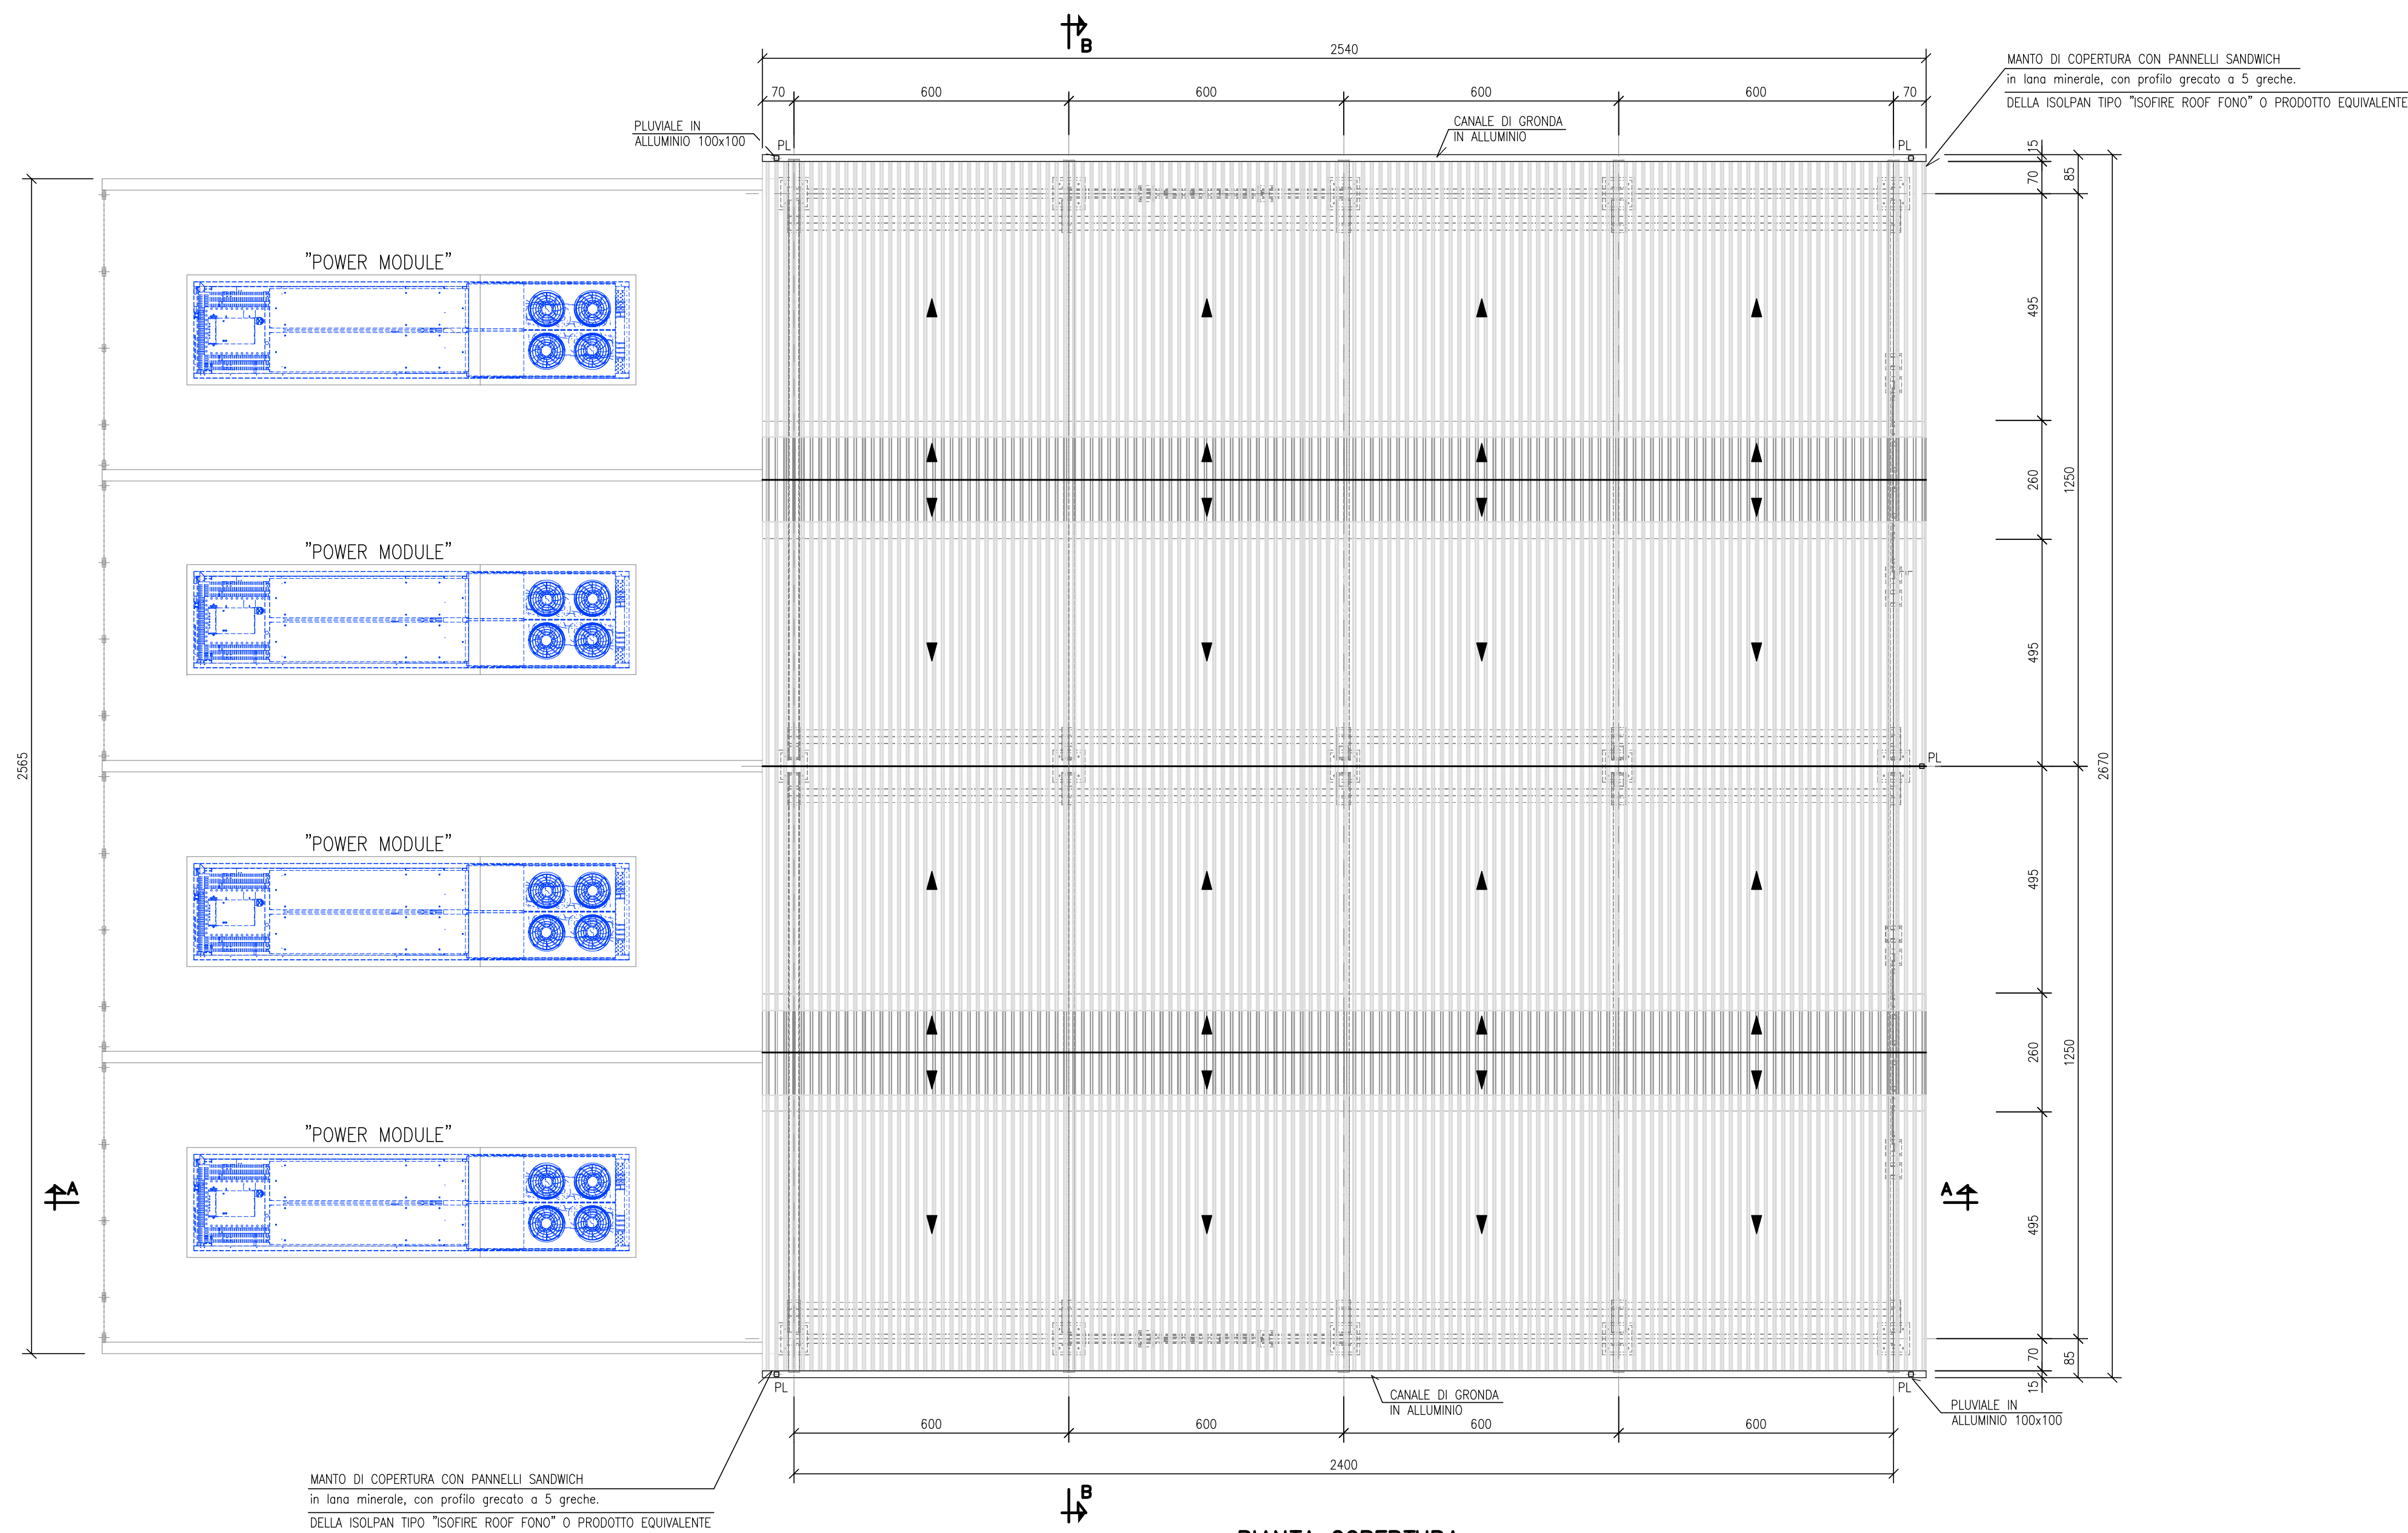 B
2540
MANTO DI COPERTURA CON PANNELLI SANDWICH
in lana minerale, con profilo grecato a 5 greche.
DELLA ISOLPAN TIPO "ISOFIRE ROOF FONO" O PRODOTTO EQUIVALENTE
70
600
600
600
600
70
PLUVIALE IN
ALLUMINIO 100x100
PL
CANALE DI GRONDA
IN ALLUMINIO
PL
15
70
85
"POWER MODULE"
495
260
1250
"POWER MODULE"
495
2565
PL
2670
"POWER MODULE"
495
260
1250
"POWER MODULE"
A
A
495
70
85
15
PL
CANALE DI GRONDA
IN ALLUMINIO
PL
PLUVIALE IN
ALLUMINIO 100x100
600
600
600
600
2400
MANTO DI COPERTURA CON PANNELLI SANDWICH
in lana minerale, con profilo grecato a 5 greche.
DELLA ISOLPAN TIPO "ISOFIRE ROOF FONO" O PRODOTTO EQUIVALENTE
B
PIANTA COPERTURA